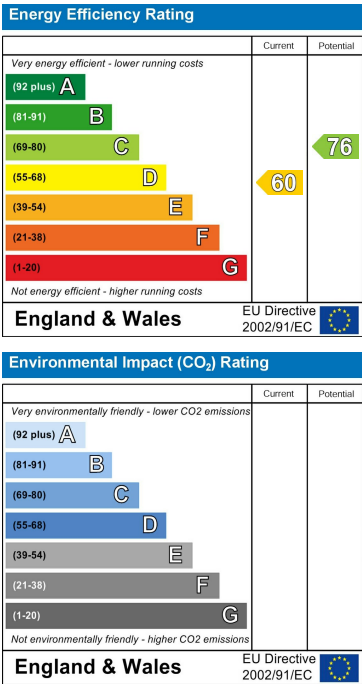 Energy Efficiency Rating
Current Potential
Very energy efficient - lower running costs
(92 plus) A
(81-91) B
(69-80) C 76
(55-68) D 60
(39-54) E
(21-38) F
(1-20) G
Not energy efficient - higher running costs
England & Wales EU Directive
2002/91/EC
Environmental Impact (CO₂) Rating
Current Potential
Very environmentally friendly - lower CO2 emissions
(92 plus) A
(81-91) B
(69-80) C
(55-68) D
(39-54) E
(21-38) F
(1-20) G
Not environmentally friendly - higher CO2 emissions
England & Wales EU Directive
2002/91/EC